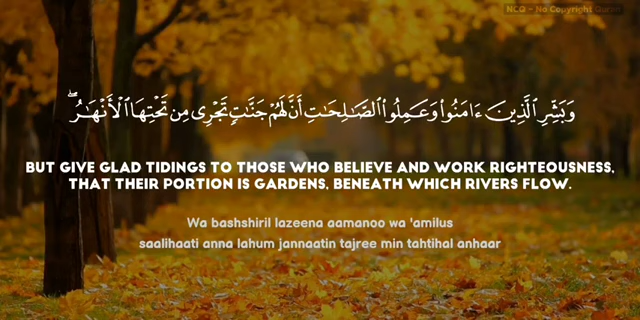 NCQ - No Copyright Quran
وَبَشِّرِ ٱلَّذِينَ ءَامَنُوا۟ وَعَمِلُوا۟ ٱلصَّـٰلِحَـٰتِ أَنَّ لَهُمْ جَنَّـٰتٍ تَجْرِى مِن تَحْتِهَا ٱلْأَنْهَـٰرُ ۖ
BUT GIVE GLAD TIDINGS TO THOSE WHO BELIEVE AND WORK RIGHTEOUSNESS,
THAT THEIR PORTION IS GARDENS, BENEATH WHICH RIVERS FLOW.
Wa bashshiril lazeena aamanoo wa 'amilus
saalihaati anna lahum jannaatin tajree min tahtihal anhaar